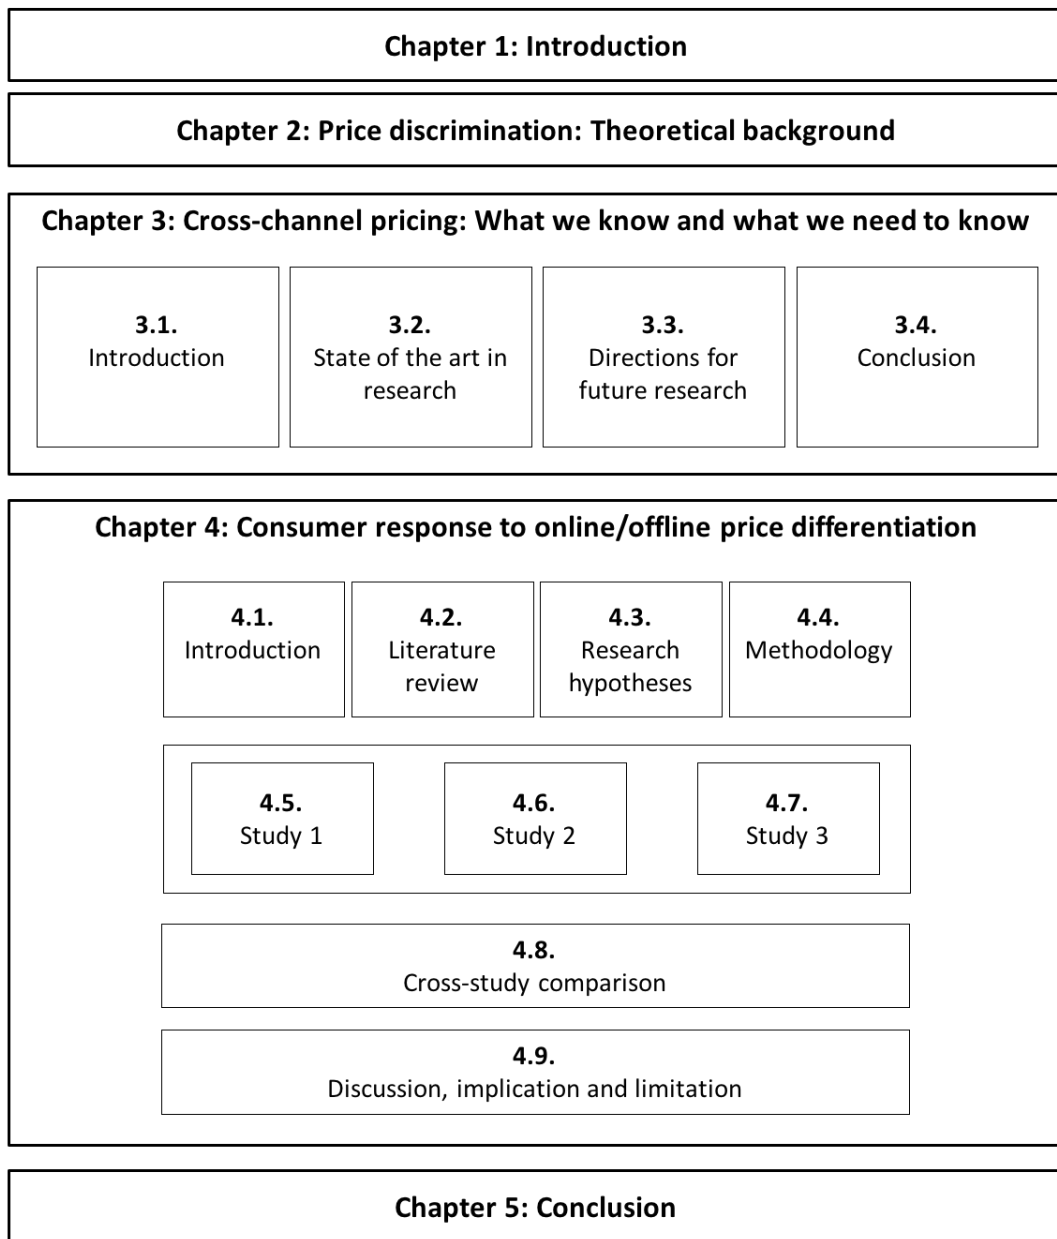 Chapter 1: Introduction
Chapter 2: Price discrimination: Theoretical background
Chapter 3: Cross-channel pricing: What we know and what we need to know
3.1.
Introduction
3.2.
State of the art in
research
3.3.
Directions for
future research
3.4.
Conclusion
Chapter 4: Consumer response to online/offline price differentiation
4.1.
Introduction
4.2.
Literature
review
4.3.
Research
hypotheses
4.4.
Methodology
4.5.
Study 1
4.6.
Study 2
4.7.
Study 3
4.8.
Cross-study comparison
4.9.
Discussion, implication and limitation
Chapter 5: Conclusion